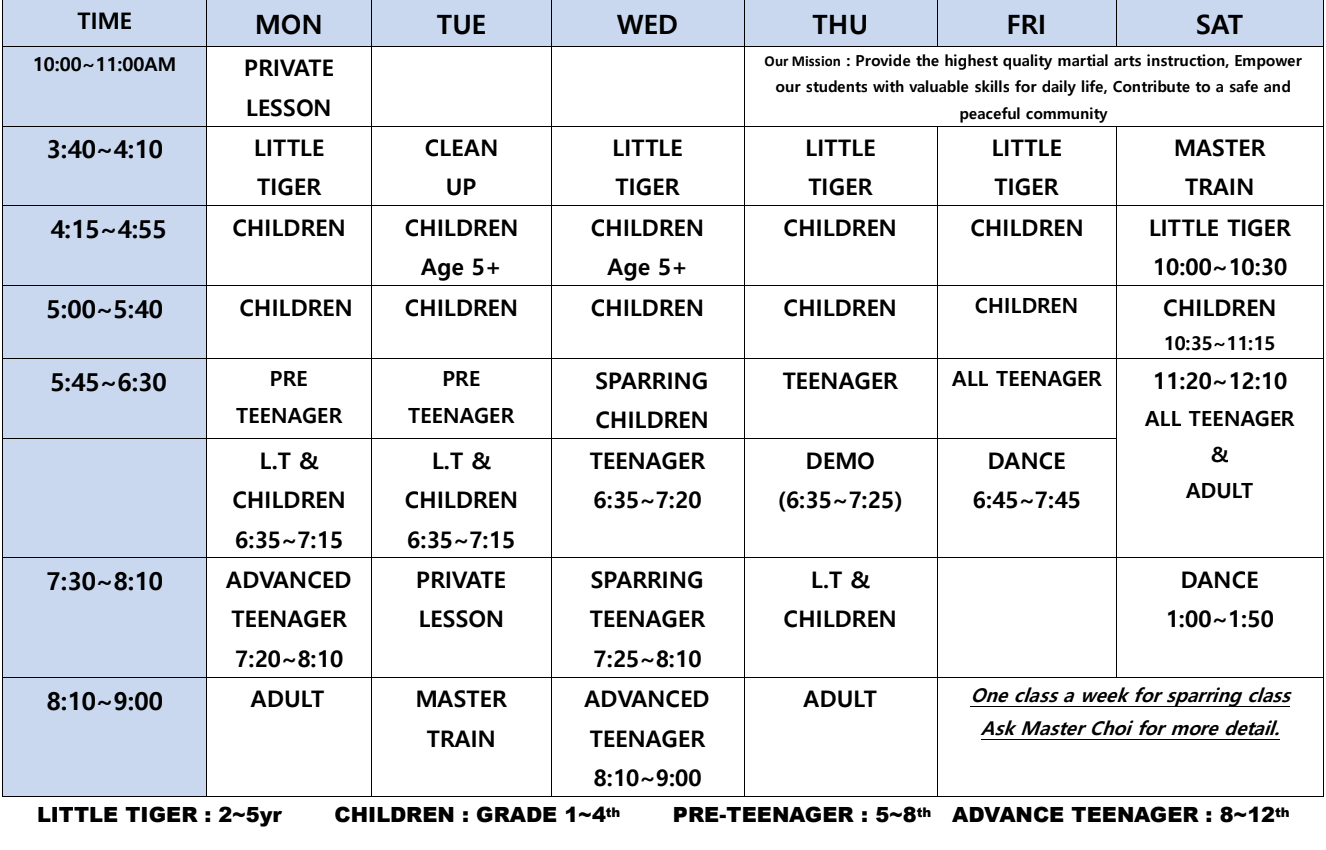 TIME MON TUE WED THU FRI SAT
10:00~11:00AM PRIVATE LESSON
Our Mission : Provide the highest quality martial arts instruction, Empower
our students with valuable skills for daily life, Contribute to a safe and
peaceful community
3:40~4:10 LITTLE CLEAN LITTLE LITTLE LITTLE MASTER
TIGER UP TIGER TIGER TIGER TRAIN
4:15~4:55 CHILDREN CHILDREN CHILDREN CHILDREN CHILDREN LITTLE TIGER
Age 5+ Age 5+ 10:00~10:30
5:00~5:40 CHILDREN CHILDREN CHILDREN CHILDREN CHILDREN CHILDREN
10:35~11:15
5:45~6:30 PRE PRE SPARRING TEENAGER ALL TEENAGER 11:20~12:10
TEENAGER TEENAGER CHILDREN ALL TEENAGER
&
ADULT
L.T & L.T & TEENAGER DEMO DANCE
CHILDREN CHILDREN 6:35~7:20 (6:35~7:25) 6:45~7:45
6:35~7:15 6:35~7:15
7:30~8:10 ADVANCED PRIVATE SPARRING L.T & DANCE
TEENAGER LESSON TEENAGER CHILDREN 1:00~1:50
7:20~8:10 7:25~8:10
8:10~9:00 ADULT MASTER ADVANCED ADULT One class a week for sparring class
TRAIN TEENAGER Ask Master Choi for more detail.
8:10~9:00
LITTLE TIGER : 2~5yr CHILDREN : GRADE 1~4th PRE-TEENAGER : 5~8th ADVANCE TEENAGER : 8~12th